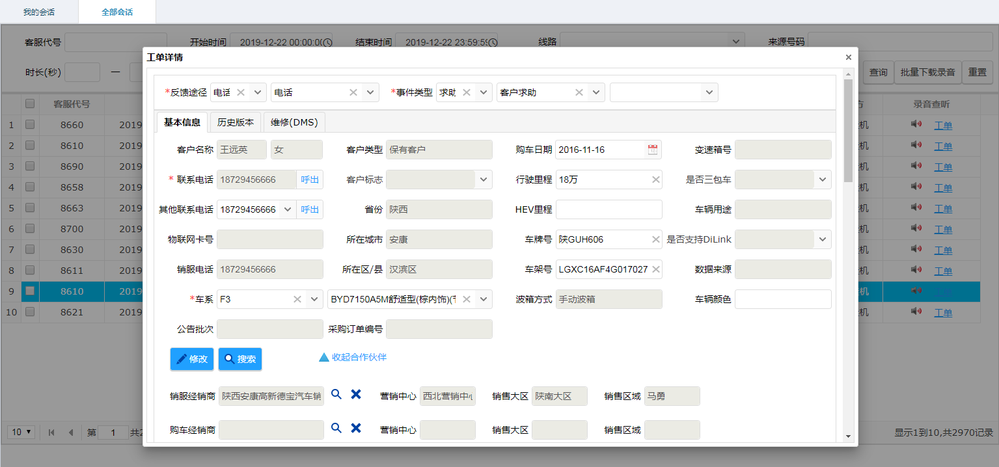 我的会话 全部会话
客服代号 开始时间 2019-12-22 00:00:0 结束时间 2019-12-22 23:59:59 线路 来源号码
工单详情
时长(秒) — 查询 批量下载录音 重置
*反馈途径 电话 电话 *事件类型 求助 客户求助
客服代号 方 录音查听
基本信息 历史版本 维修(DMS)
1 8660 2019 机 工单
2 8610 2019 机 工单
3 8690 2019 机 工单
4 8658 2019 机 工单
5 8663 2019 机 工单
6 8700 2019 机 工单
7 8630 2019 机 工单
8 8611 2019 机 工单
9 8610 2019 机 工单
10 8621 2019 机 工单
客户名称 王远英 女 客户类型 保有客户 购车日期 2016-11-16 变速箱号
* 联系电话 18729456666 呼出 客户标志 行驶里程 18万 是否三包车
其他联系电话 18729456666 呼出 省份 陕西 HEV里程 车辆用途
物联网卡号 所在城市 安康 车牌号 陕GUH606 是否支持DiLink
销服电话 18729456666 所在区/县 汉滨区 车架号 LGXC16AF4G017027 数据来源
*车系 F3 BYD7150A5M舒适型(棕内饰)( 波箱方式 手动波箱 车辆颜色
公告批次 采购订单编号
修改 搜索 收起合作伙伴
销服经销商 陕西安康高新德宝汽车销 营销中心 西北营销中心 销售大区 陕南大区 销售区域 马勇
购车经销商 营销中心 销售大区 销售区域
10 第 1 共2 显示1到10,共2970记录